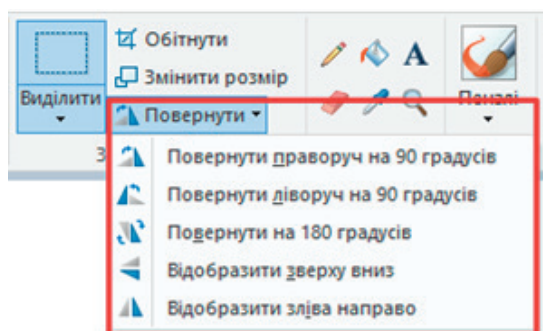 Обітнути
Змінити розмір
Виділити
Повернути
A
З
Повернути праворуч на 90 градусів
Повернути ліворуч на 90 градусів
Повернути на 180 градусів
Відобразити зверху вниз
Відобразити зліва направо